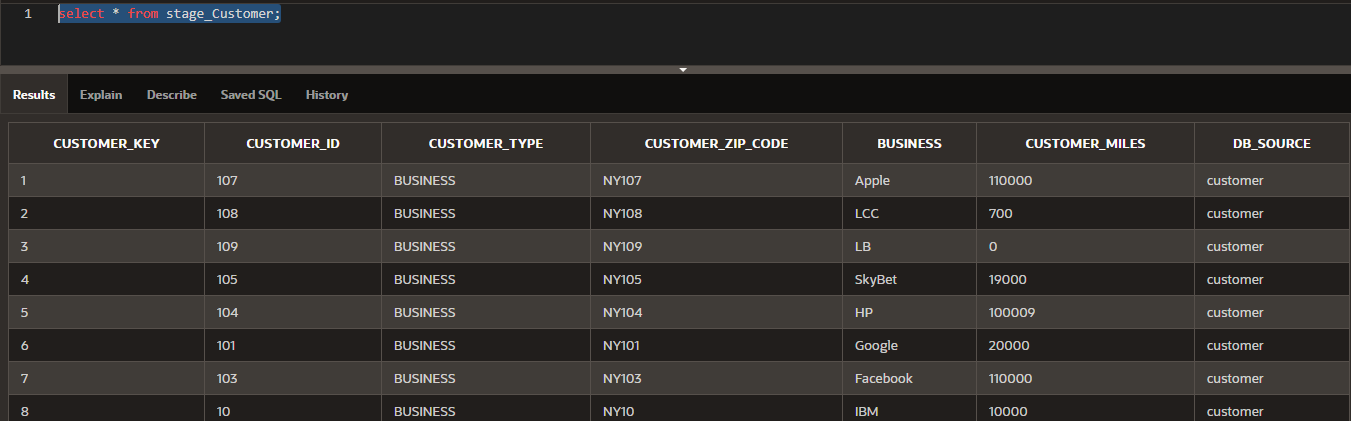 1 select * from stage_Customer;
Results Explain Describe Saved SQL History
CUSTOMER_KEY CUSTOMER_ID CUSTOMER_TYPE CUSTOMER_ZIP_CODE BUSINESS CUSTOMER_MILES DB_SOURCE
1 107 BUSINESS NY107 Apple 110000 customer
2 108 BUSINESS NY108 LCC 700 customer
3 109 BUSINESS NY109 LB 0 customer
4 105 BUSINESS NY105 SkyBet 19000 customer
5 104 BUSINESS NY104 HP 100009 customer
6 101 BUSINESS NY101 Google 20000 customer
7 103 BUSINESS NY103 Facebook 110000 customer
8 10 BUSINESS NY10 IBM 10000 customer